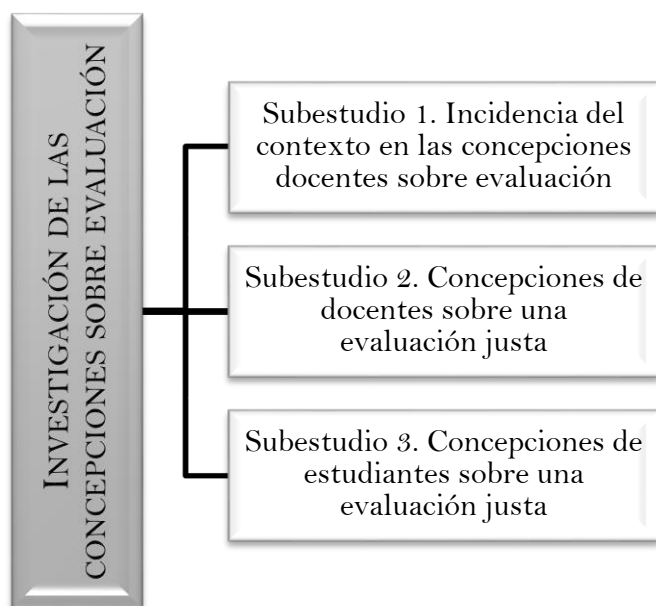 INVESTIGACIÓN DE LAS
CONCEPCIONES SOBRE EVALUACIÓN
Subestudio 1. Incidencia del
contexto en las concepciones
docentes sobre evaluación
Subestudio 2. Concepciones de
docentes sobre una
evaluación justa
Subestudio 3. Concepciones de
estudiantes sobre una
evaluación justa